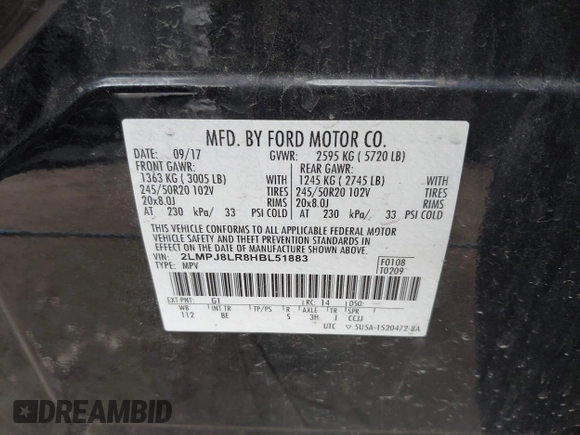 MFD. BY FORD MOTOR CO.
DATE: 09/17 GVWR: 2595 KG ( 5720 LB)
FRONT GAWR: REAR GAWR:
1363 KG ( 3005 LB) WITH 1245 KG ( 2745 LB) WITH
245/50R20 102V TIRES 245/50R20 102V TIRES
20x8.0J RIMS 20x8.0J RIMS
AT 230 kPa/ 33 PSI COLD AT 230 kPa/ 33 PSI COLD
THIS VEHICLE CONFORMS TO ALL APPLICABLE FEDERAL MOTOR
VEHICLE SAFETY AND THEFT PREVENTION STANDARDS IN
EFFECT ON THE DATE OF MANUFACTURE SHOWN ABOVE.
VIN: 2LMPJ8LR8HBL51883 F0108
TYPE: MPV T0209
EXT PNT: G1 RC: 14 DSO:
WB INT TR TP/PS R AXLE TR SPR
112 BE S 3H J CCJJ
UTC 5USA-1520472-BA
DREAMBID